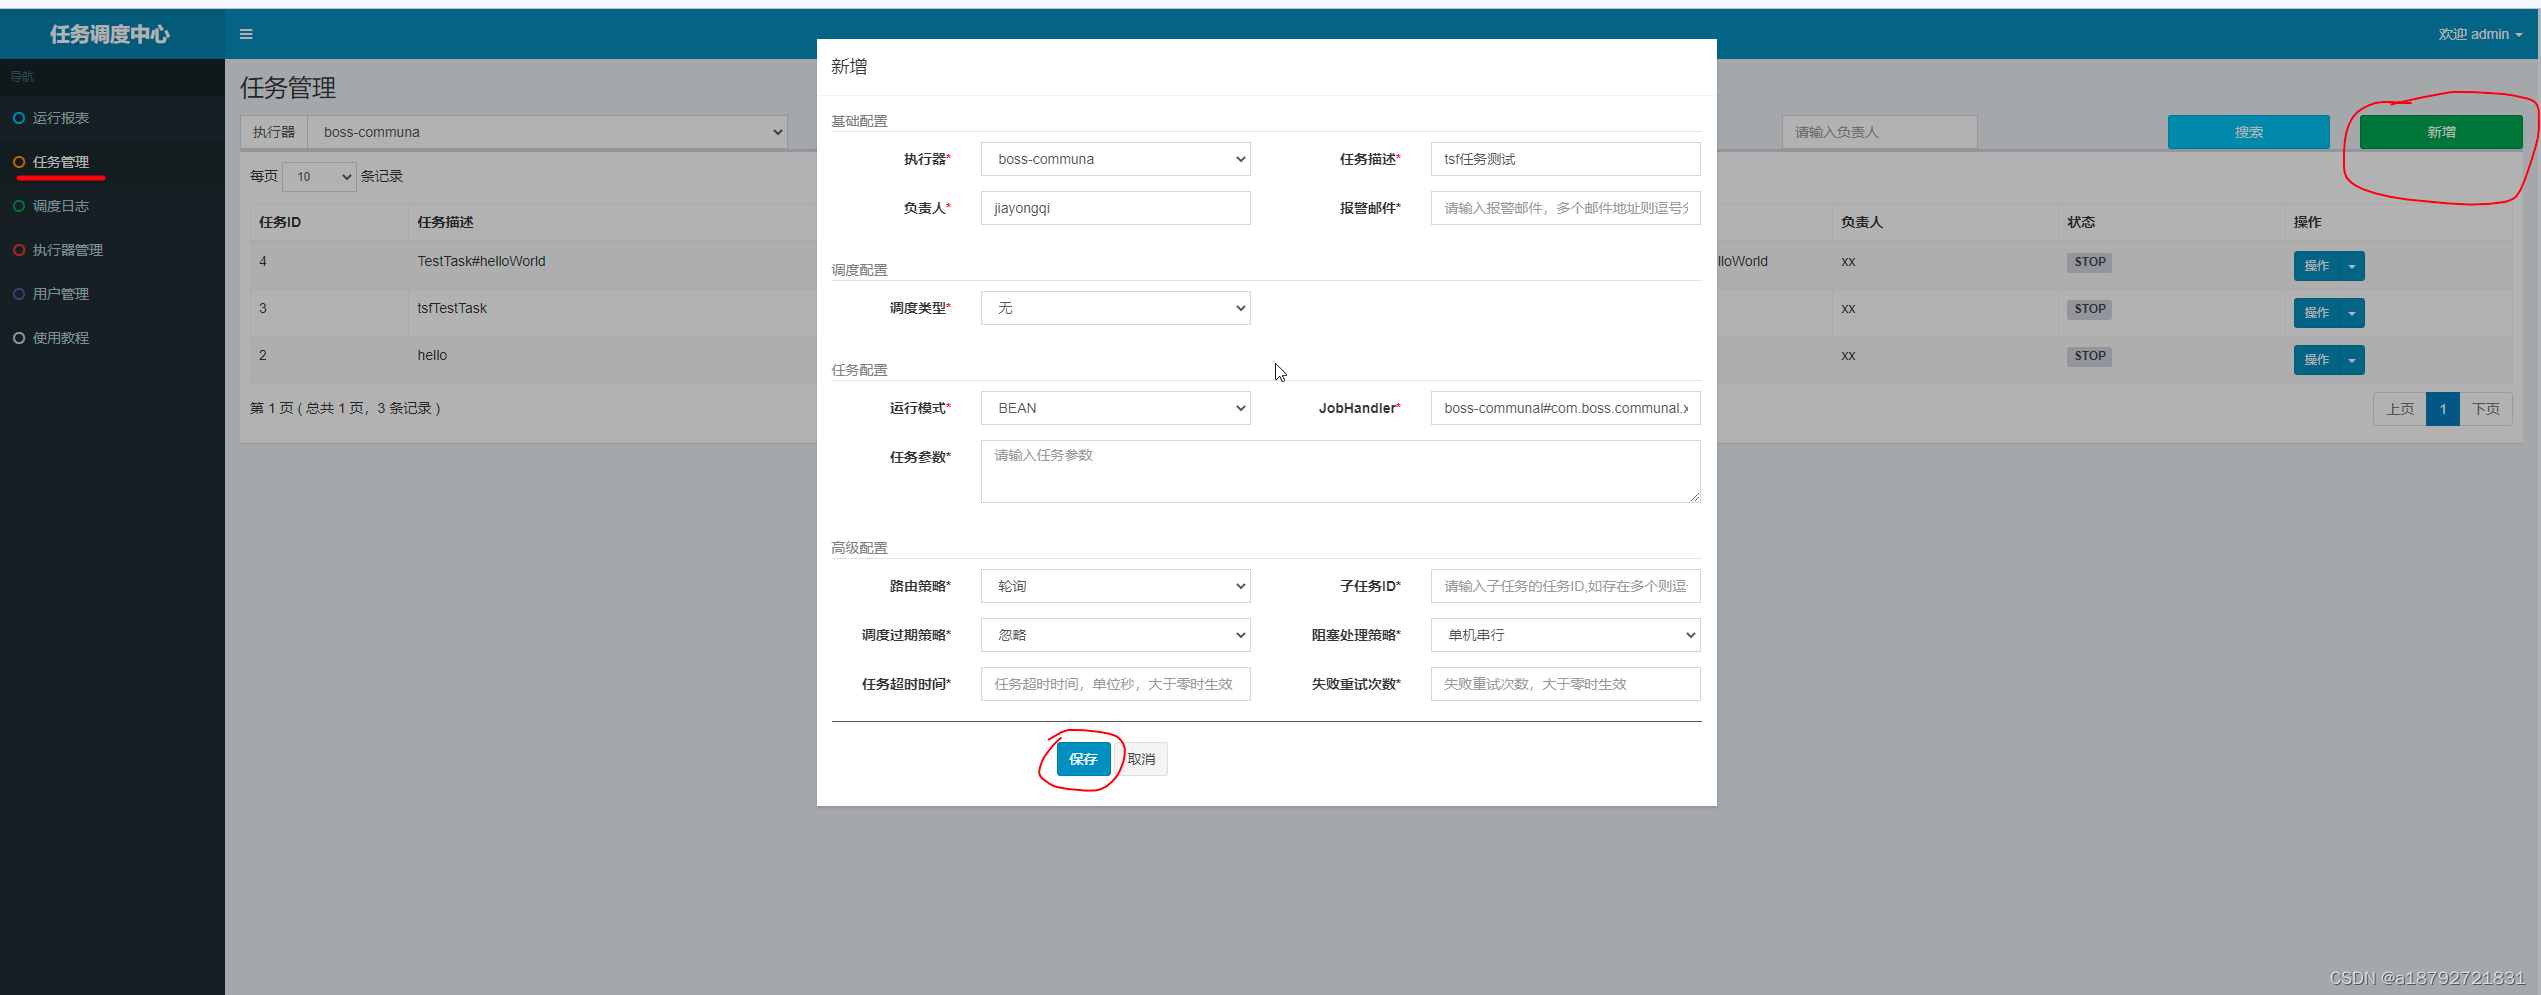 任务调度中心
欢迎 admin
导航
运行报表
任务管理
调度日志
执行器管理
用户管理
使用教程
任务管理
执行器 boss-communa
请输入负责人
搜索
新增
每页 10 条记录
任务ID 任务描述 负责人 状态 操作
4 TestTask#helloWorld lloWorld xx STOP 操作
3 tsfTestTask xx STOP 操作
2 hello xx STOP 操作
第 1 页 ( 总共 1 页，3 条记录 )
上页 1 下页
新增
基础配置
执行器* boss-communa 任务描述* tsf任务测试
负责人* jiayongqi 报警邮件* 请输入报警邮件，多个邮件地址则逗号
调度配置
调度类型* 无
任务配置
运行模式* BEAN JobHandler* boss-communal#com.boss.communal.x
任务参数* 请输入任务参数
高级配置
路由策略* 轮询 子任务ID* 请输入子任务的任务ID,如存在多个则逗
调度过期策略* 忽略 阻塞处理策略* 单机串行
任务超时时间* 任务超时时间，单位秒，大于零时生效 失败重试次数* 失败重试次数，大于零时生效
保存 取消
CSDN @a18792721831